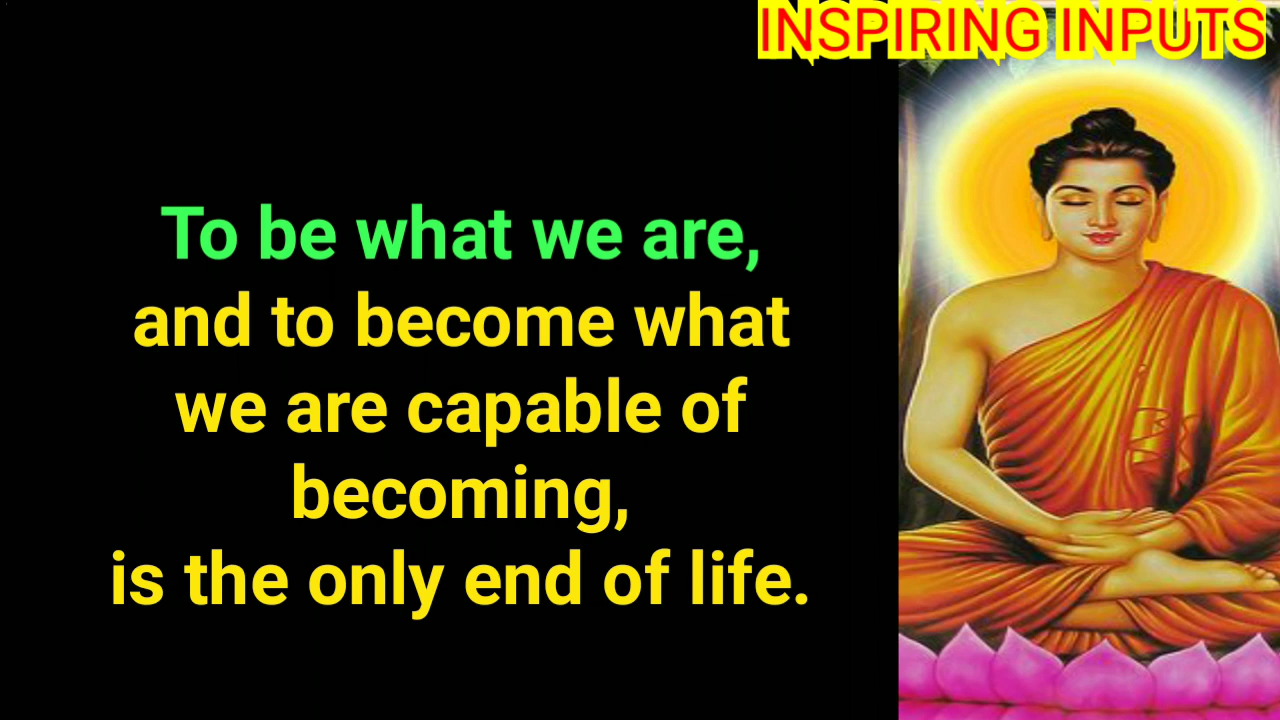 INSPIRING INPUTS
To be what we are,
and to become what
we are capable of
becoming,
is the only end of life.